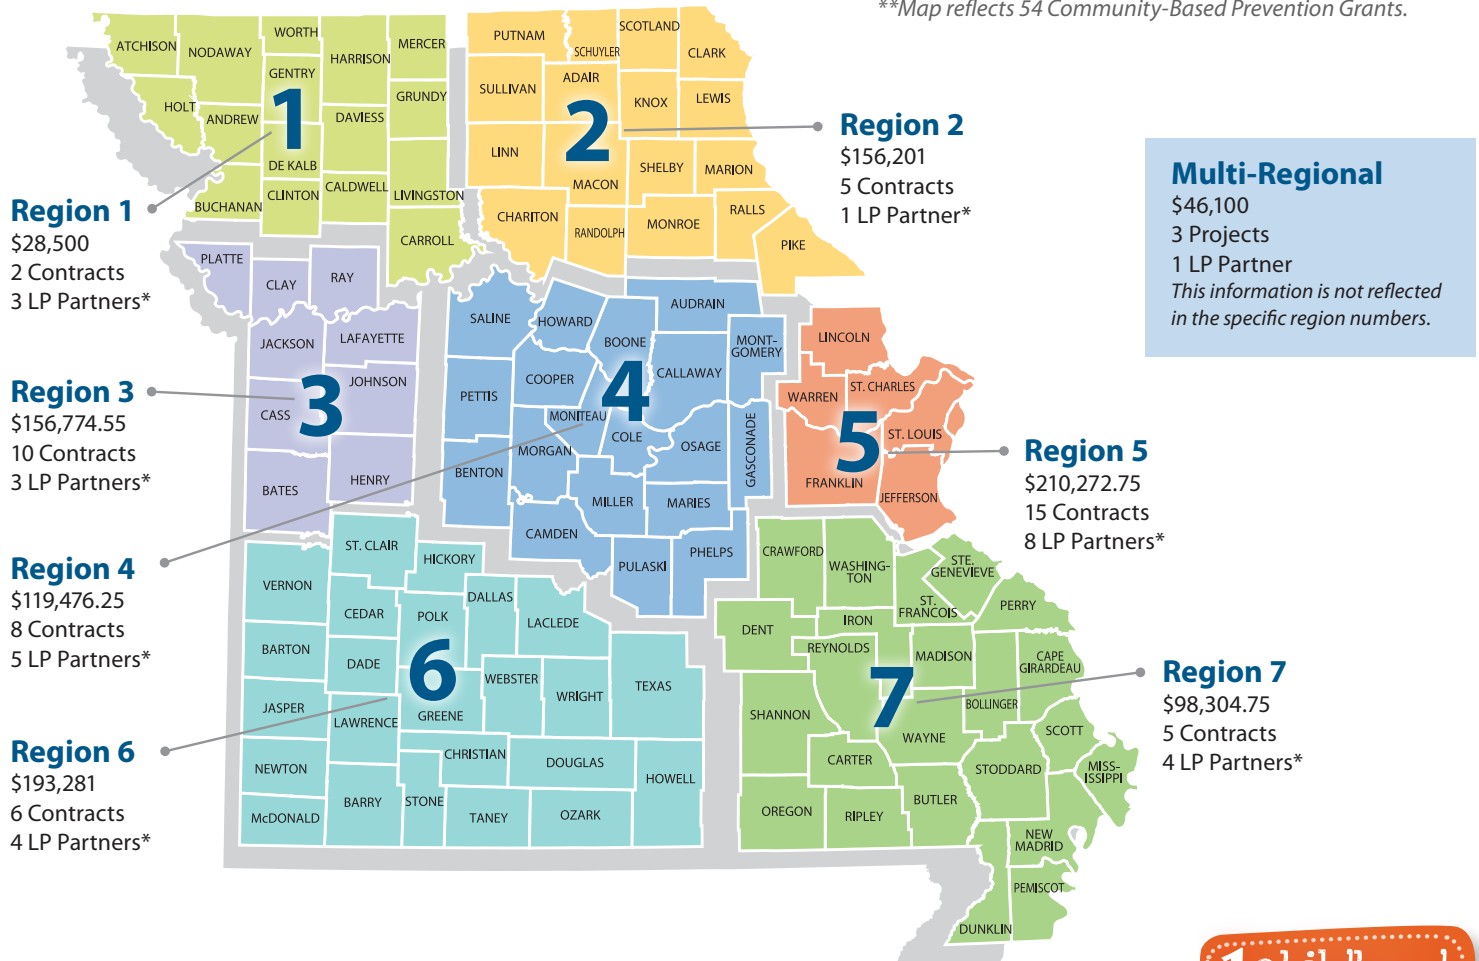 **Map reflects 54 Community-Based Prevention Grants.
ATCHISON
NODAWAY
WORTH
GENTRY
HARRISON
MERCER
HOLT
ANDREW
DAVIESS
GRUNDY
1
DE KALB
BUCHANAN
CLINTON
CALDWELL
LIVINGSTON
CARROLL
PUTNAM
SCHUYLER
SCOTLAND
CLARK
SULLIVAN
ADAIR
KNOX
LEWIS
2
LINN
MACON
SHELBY
MARION
CHARITON
RANDOLPH
MONROE
RALLS
PIKE
Region 2
$156,201
5 Contracts
1 LP Partner*
Multi-Regional
$46,100
3 Projects
1 LP Partner
This information is not reflected
in the specific region numbers.
Region 1
$28,500
2 Contracts
3 LP Partners*
PLATTE
CLAY
RAY
JACKSON
LAFAYETTE
JOHNSON
CASS
3
BATES
HENRY
Region 3
$156,774.55
10 Contracts
3 LP Partners*
SALINE
HOWARD
BOONE
AUDRAIN
MONT-
GOMERY
PETTIS
COOPER
4
CALLAWAY
MONITEAU
COLE
MORGAN
OSAGE
GASCONADE
BENTON
MILLER
MARIES
CAMDEN
PULASKI
PHELPS
LINCOLN
WARREN
ST. CHARLES
ST. LOUIS
5
FRANKLIN
JEFFERSON
Region 5
$210,272.75
15 Contracts
8 LP Partners*
Region 4
$119,476.25
8 Contracts
5 LP Partners*
ST. CLAIR
HICKORY
VERNON
CEDAR
POLK
DALLAS
LACLEDE
BARTON
DADE
6
WEBSTER
WRIGHT
TEXAS
JASPER
LAWRENCE
GREENE
CHRISTIAN
DOUGLAS
HOWELL
NEWTON
BARRY
STONE
McDONALD
TANEY
OZARK
Region 6
$193,281
6 Contracts
4 LP Partners*
CRAWFORD
WASHING-
TON
STE.
GENEVIEVE
ST.
FRANCOIS
PERRY
DENT
IRON
REYNOLDS
MADISON
CAPE
GIRARDEAU
7
BOLLINGER
SHANNON
WAYNE
SCOTT
CARTER
STODDARD
MISS-
ISSIPPI
OREGON
RIPLEY
BUTLER
NEW
MADRID
PEMISCOT
DUNKLIN
Region 7
$98,304.75
5 Contracts
4 LP Partners*